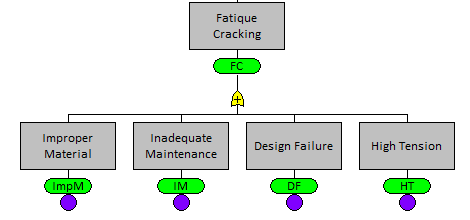 Fatique
Cracking
FC
+
Improper
Material
Inadequate
Maintenance
Design Failure
High Tension
ImpM
IM
DF
HT